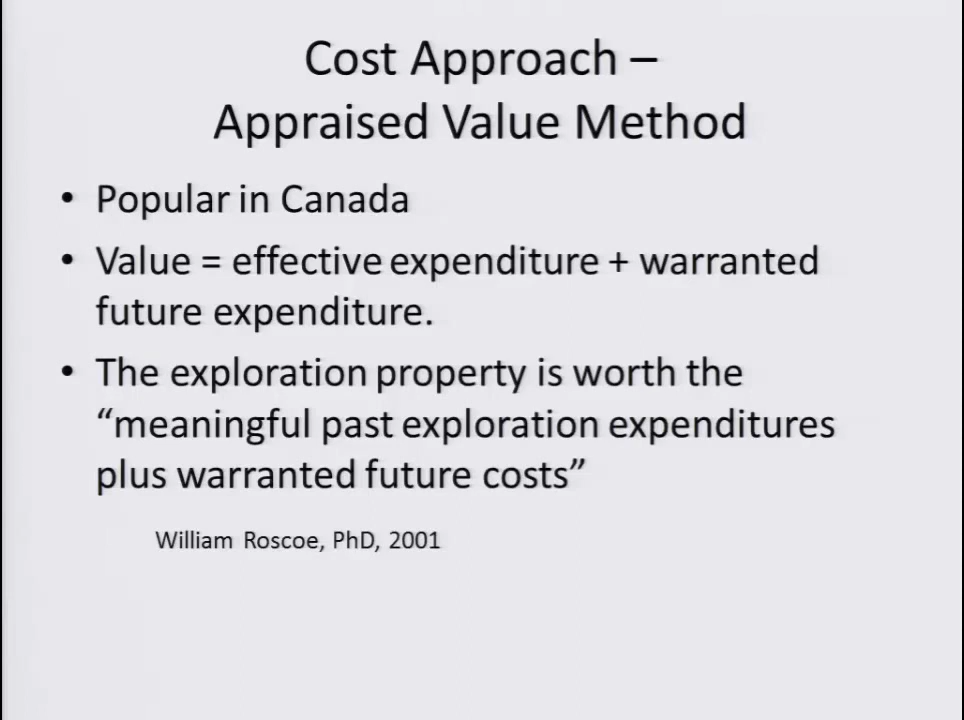 Cost Approach –
Appraised Value Method
• Popular in Canada
• Value = effective expenditure + warranted
future expenditure.
• The exploration property is worth the
“meaningful past exploration expenditures
plus warranted future costs”
William Roscoe, PhD, 2001